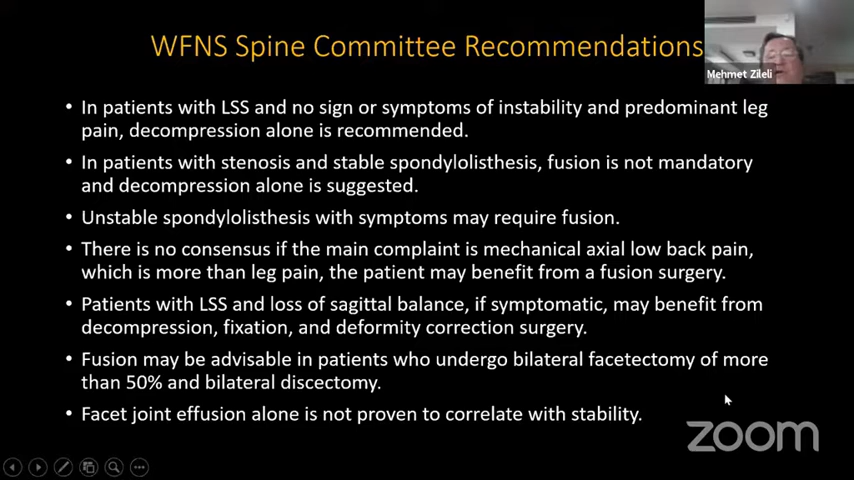 WFNS Spine Committee Recommendations
Mehmet Zileli
• In patients with LSS and no sign or symptoms of instability and predominant leg
pain, decompression alone is recommended.
• In patients with stenosis and stable spondylolisthesis, fusion is not mandatory
and decompression alone is suggested.
• Unstable spondylolisthesis with symptoms may require fusion.
• There is no consensus if the main complaint is mechanical axial low back pain,
which is more than leg pain, the patient may benefit from a fusion surgery.
• Patients with LSS and loss of sagittal balance, if symptomatic, may benefit from
decompression, fixation, and deformity correction surgery.
• Fusion may be advisable in patients who undergo bilateral facetectomy of more
than 50% and bilateral discectomy.
• Facet joint effusion alone is not proven to correlate with stability.
zoom